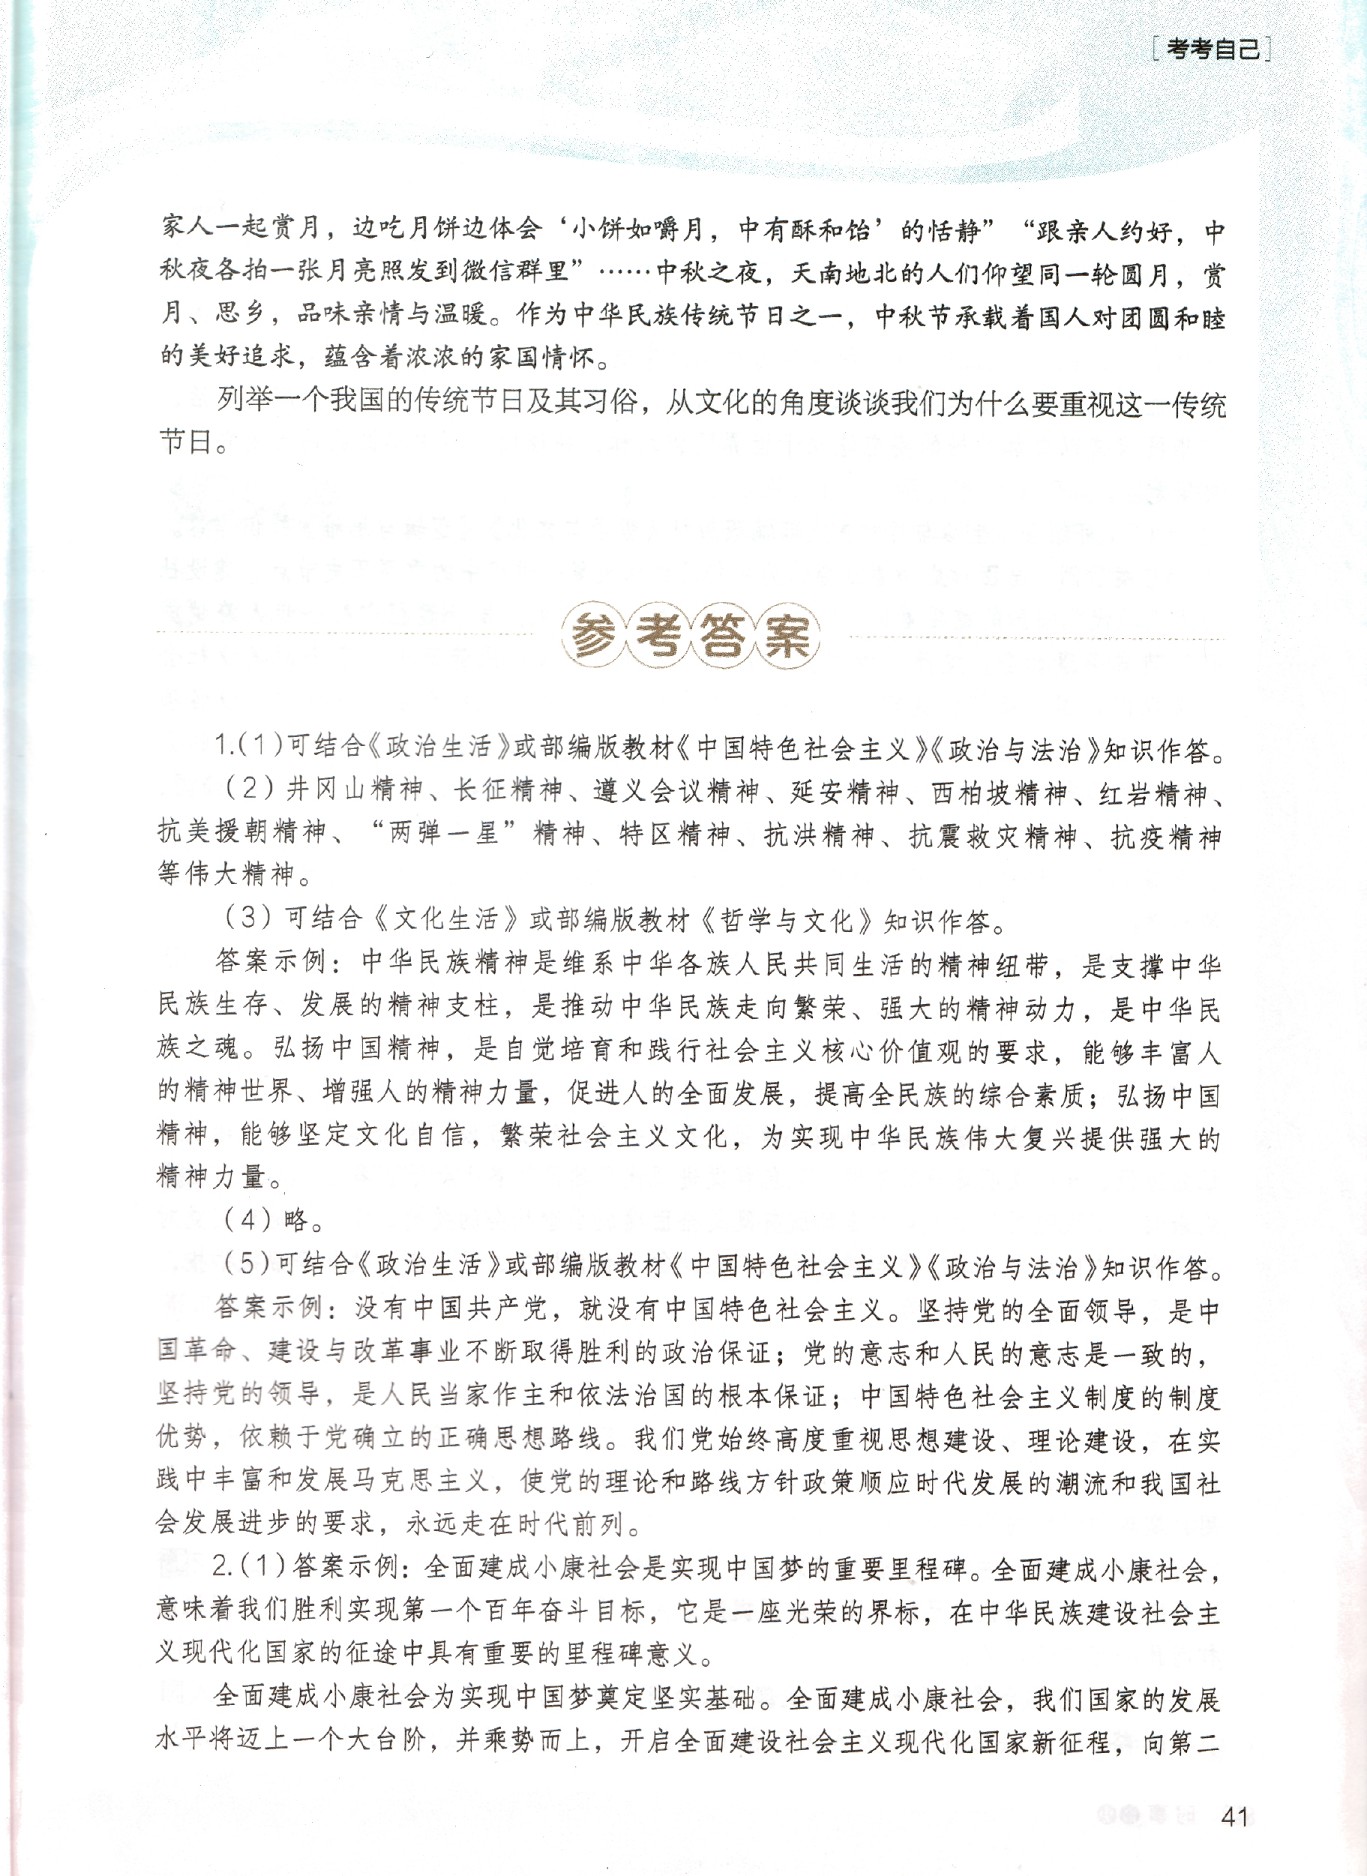 [考考自己]
家人一起赏月，边吃月饼边体会‘小饼如嚼月，中有酥和饴’的恬静”“跟亲人约好，中
秋夜各拍一张月亮照发到微信群里”……中秋之夜，天南地北的人们仰望同一轮圆月，赏
月、思乡，品味亲情与温暖。作为中华民族传统节日之一，中秋节承载着国人对团圆和睦
的美好追求，蕴含着浓浓的家国情怀。
列举一个我国的传统节日及其习俗，从文化的角度谈谈我们为什么要重视这一传统
节日。
参考答案
1.(1)可结合《政治生活》或部编版教材《中国特色社会主义》《政治与法治》知识作答。
（2）井冈山精神、长征精神、遵义会议精神、延安精神、西柏坡精神、红岩精神、
抗美援朝精神、“两弹一星”精神、特区精神、抗洪精神、抗震救灾精神、抗疫精神
等伟大精神。
（3）可结合《文化生活》或部编版教材《哲学与文化》知识作答。
答案示例：中华民族精神是维系中华各族人民共同生活的精神纽带，是支撑中华
民族生存、发展的精神支柱，是推动中华民族走向繁荣、强大的精神动力，是中华民
族之魂。弘扬中国精神，是自觉培育和践行社会主义核心价值观的要求，能够丰富人
的精神世界、增强人的精神力量，促进人的全面发展，提高全民族的综合素质；弘扬中国
精神，能够坚定文化自信，繁荣社会主义文化，为实现中华民族伟大复兴提供强大的
精神力量。
（4）略。
（5)可结合《政治生活》或部编版教材《中国特色社会主义》《政治与法治》知识作答。
答案示例：没有中国共产党，就没有中国特色社会主义。坚持党的全面领导，是中
国革命、建设与改革事业不断取得胜利的政治保证；党的意志和人民的意志是一致的，
坚持党的领导，是人民当家作主和依法治国的根本保证；中国特色社会主义制度的制度
优势，依赖于党确立的正确思想路线。我们党始终高度重视思想建设、理论建设，在实
践中丰富和发展马克思主义，使党的理论和路线方针政策顺应时代发展的潮流和我国社
会发展进步的要求，永远走在时代前列。
2.(1)答案示例：全面建成小康社会是实现中国梦的重要里程碑。全面建成小康社会，
意味着我们胜利实现第一个百年奋斗目标，它是一座光荣的界标，在中华民族建设社会主
义现代化国家的征途中具有重要的里程碑意义。
全面建成小康社会为实现中国梦奠定坚实基础。全面建成小康社会，我们国家的发展
水平将迈上一个大台阶，并乘势而上，开启全面建设社会主义现代化国家新征程，向第二
41